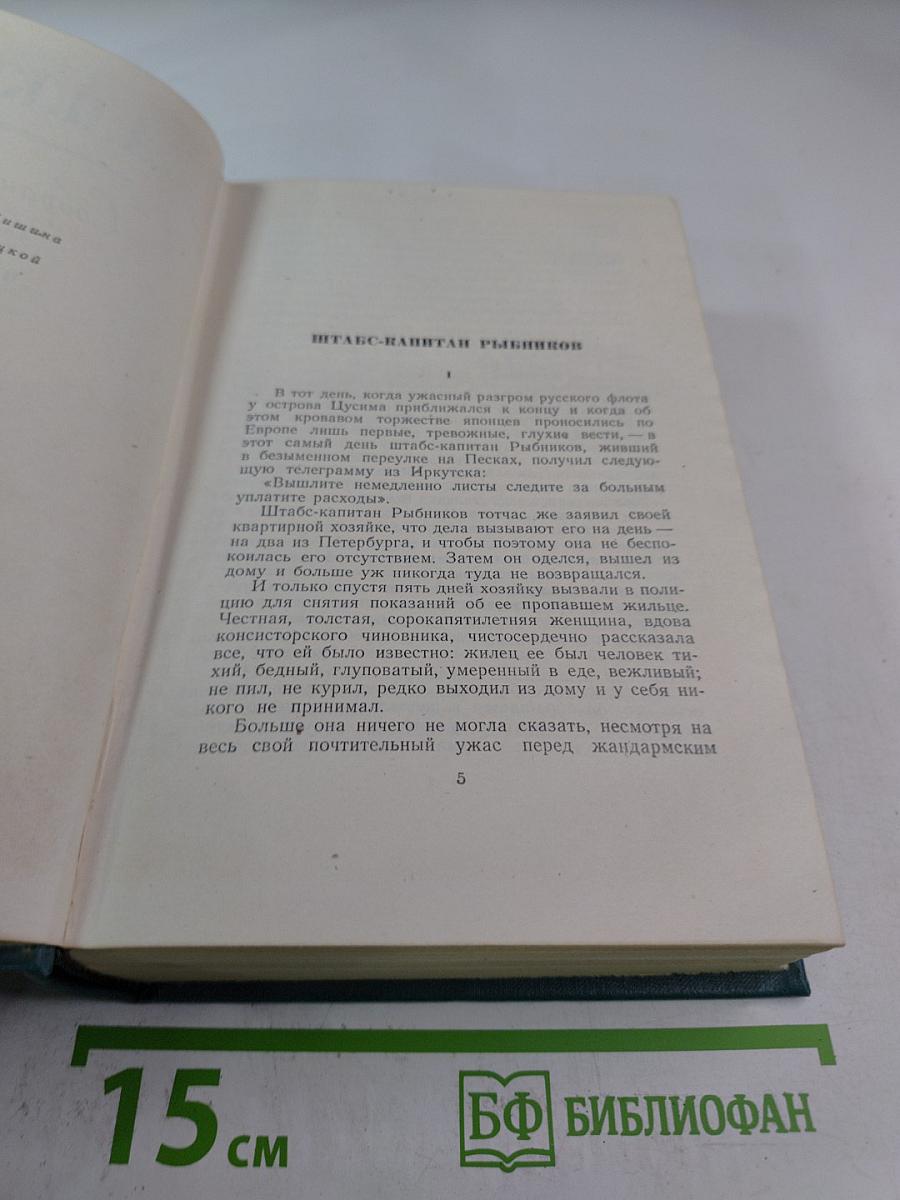 ишина
цкой
ШТАБС-КАПИТАН РЫБНИКОВ
I
В тот день, когда ужасный разгром русского флота
у острова Цусима приближался к концу и когда об
этом кровавом торжестве японцев проносились по
Европе лишь первые, тревожные, глухие вести, — в
этот самый день штабс-капитан Рыбников, живший
в безыменном переулке на Песках, получил следую-
щую телеграмму из Иркутска:
«Вышлите немедленно листы следите за больным
уплатите расходы».
Штабс-капитан Рыбников тотчас же заявил своей
квартирной хозяйке, что дела вызывают его на день —
на два из Петербурга, и чтобы поэтому она не беспо-
коилась его отсутствием. Затем он оделся, вышел из
дому и больше уж никогда туда не возвращался.
И только спустя пять дней хозяйку вызвали в поли-
цию для снятия показаний об ее пропавшем жильце.
Честная, толстая, сорокапятилетняя женщина, вдова
консисторского чиновника, чистосердечно рассказала
все, что ей было известно: жилец ее был человек ти-
хий, бедный, глуповатый, умеренный в еде, вежливый;
не пил, не курил, редко выходил из дому и у себя ни-
кого не принимал.
Больше она ничего не могла сказать, несмотря на
весь свой почтительный ужас перед жандармским
5
15 см
БФ БИБЛИОФАН